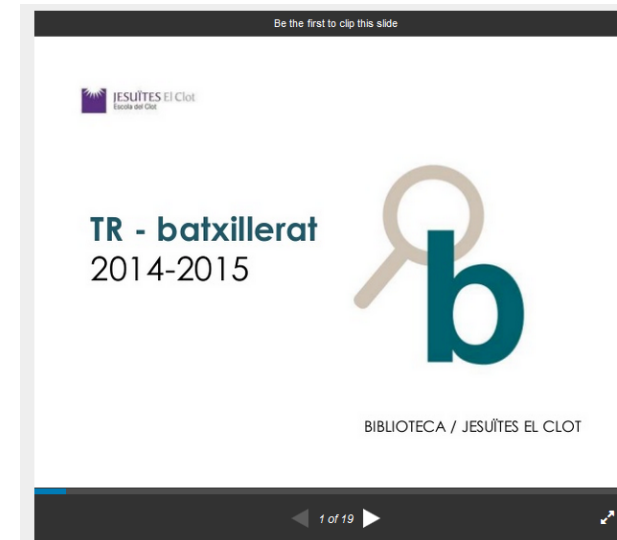 Be the first to clip this slide
JESUÏTES El Clot
Escola del Clot
TR - batxillerat
2014-2015
b
BIBLIOTECA / JESUÏTES EL CLOT
1 of 19